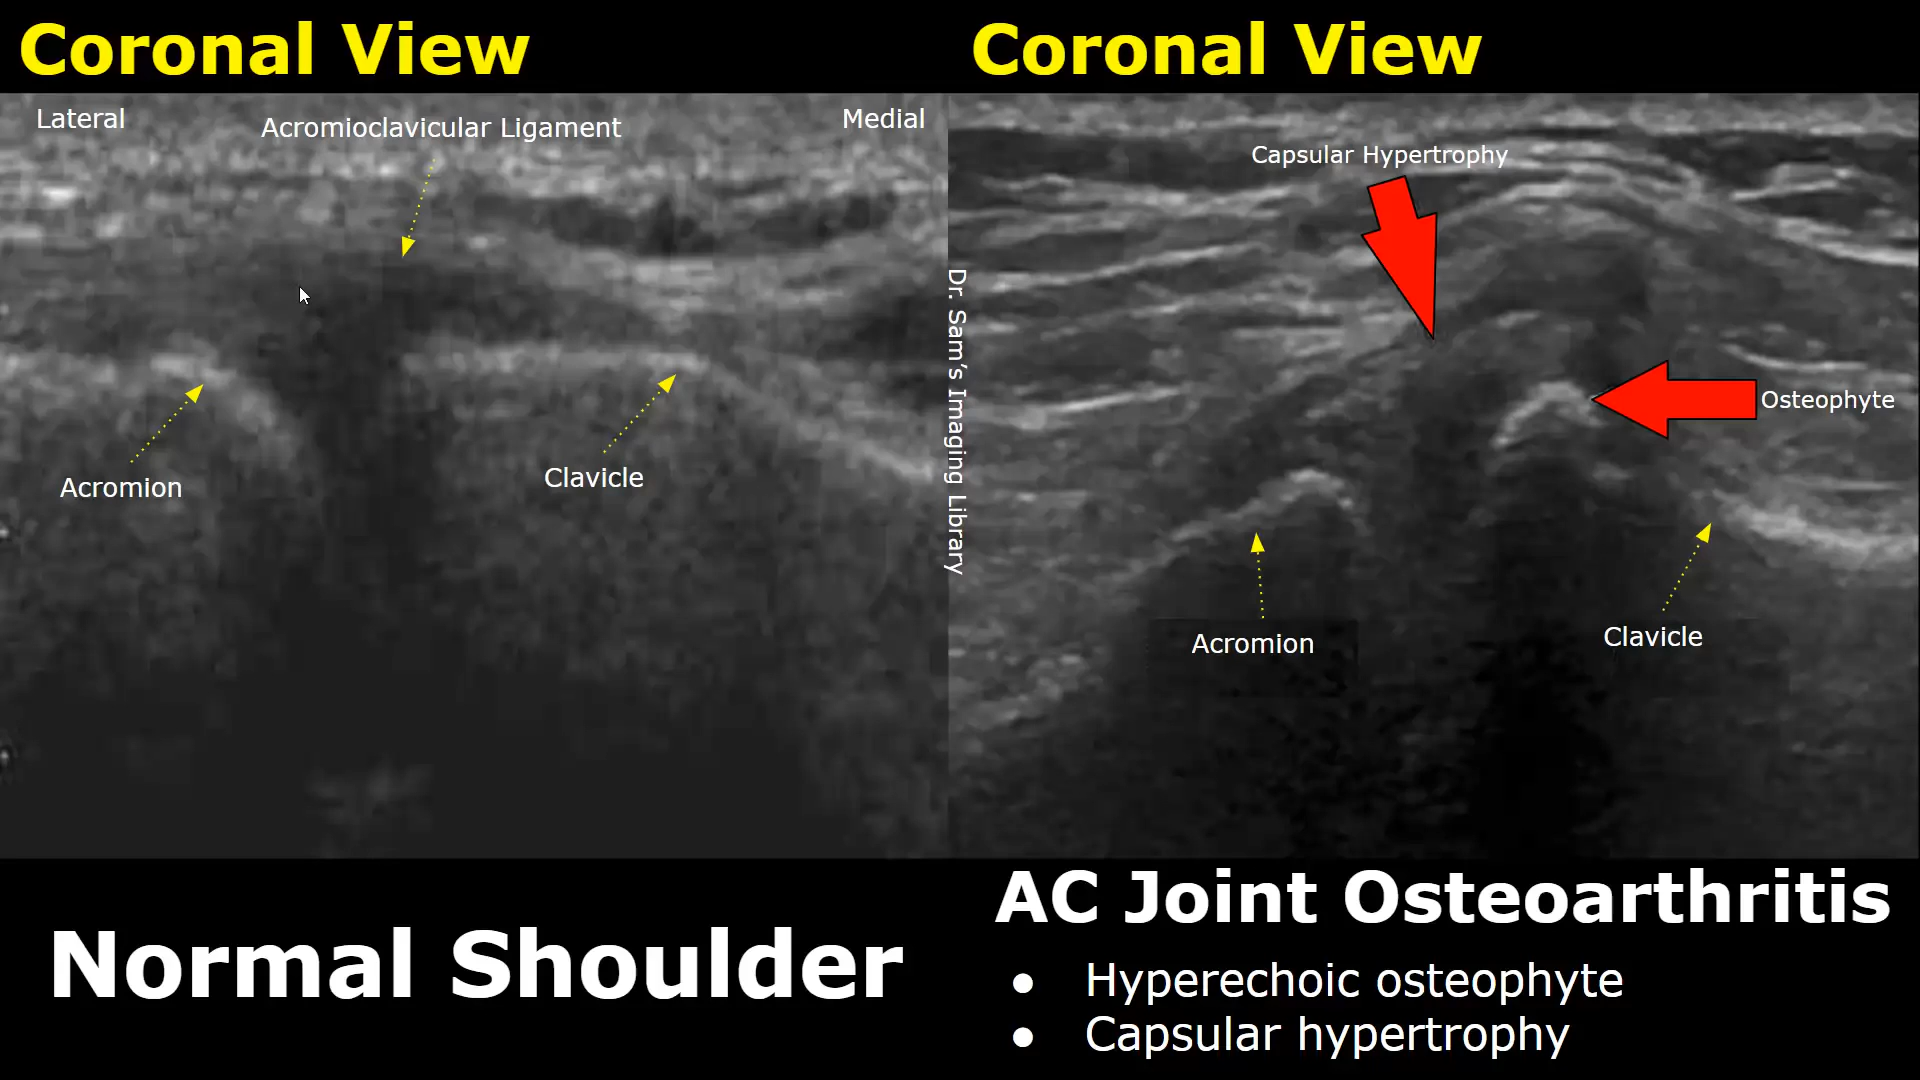 Coronal View
Lateral
Acromioclavicular Ligament
Medial
Acromion
Clavicle
Normal Shoulder
Dr. Sam's Imaging Library
Coronal View
Capsular Hypertrophy
Osteophyte
Acromion
Clavicle
AC Joint Osteoarthritis
● Hyperechoic osteophyte
● Capsular hypertrophy